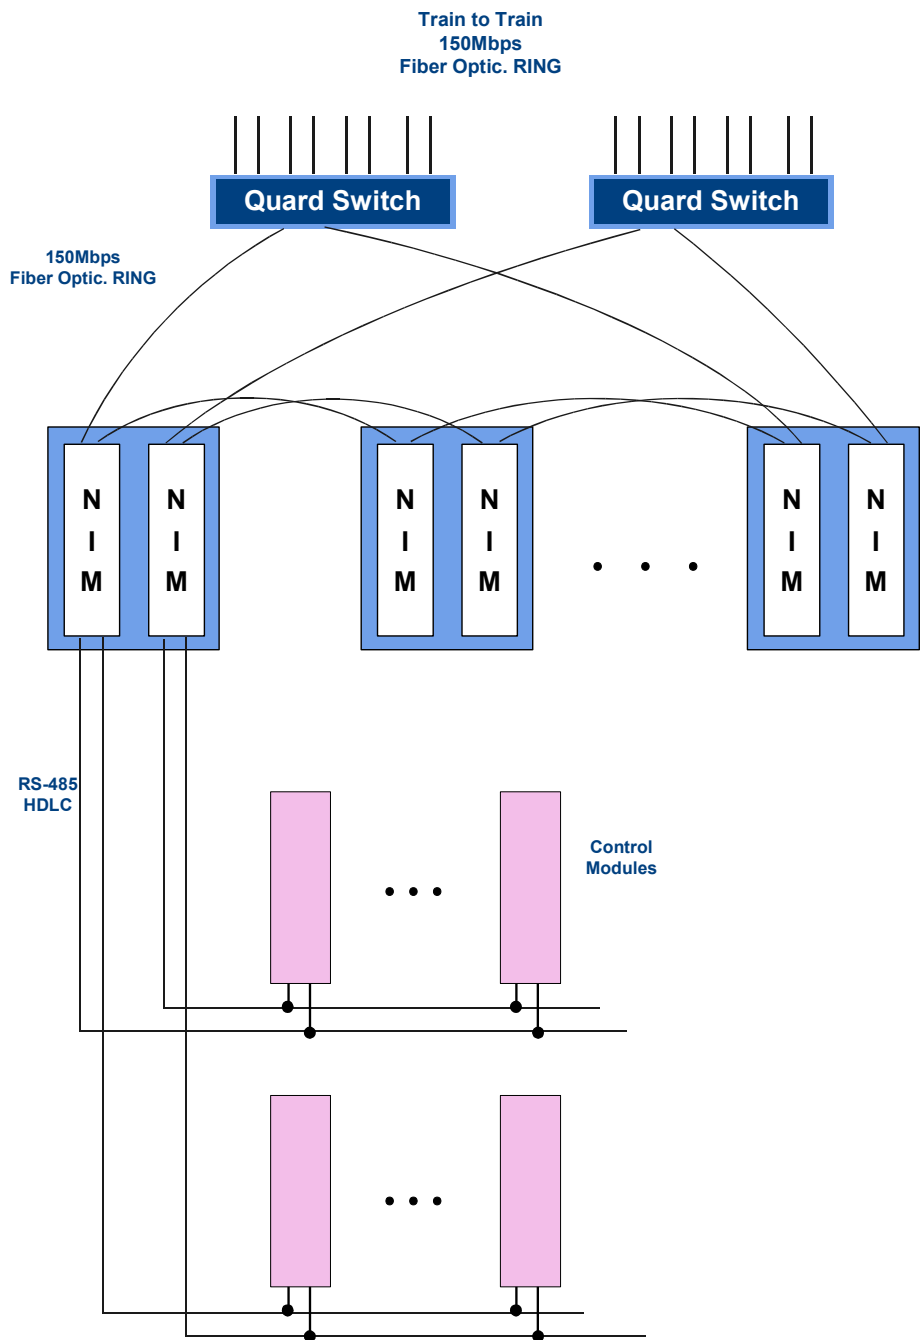 Train to Train
150Mbps
Fiber Optic. RING
Quard Switch
Quard Switch
150Mbps
Fiber Optic. RING
N
I
M
N
I
M
N
I
M
N
I
M
N
I
M
N
I
M
RS-485
HDLC
Control
Modules